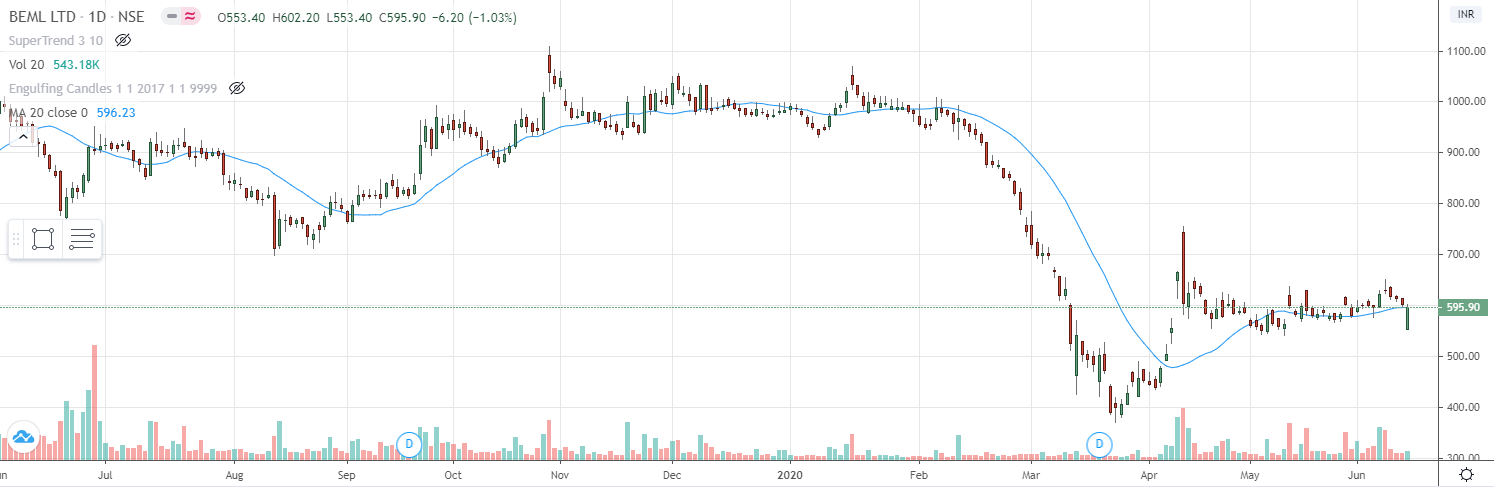 BEML LTD · 1D · NSE O553.40 H602.20 L553.40 C595.90 −6.20 (−1.03%)
INR
SuperTrend 3 10
Vol 20 543.18K
Engulfing Candles 1 1 2017 1 1 9999
MA 20 close 0 596.23
1100.00
1000.00
900.00
800.00
700.00
595.90
500.00
400.00
300.00
D D
Jul Aug Sep Oct Nov Dec 2020 Feb Mar Apr May Jun